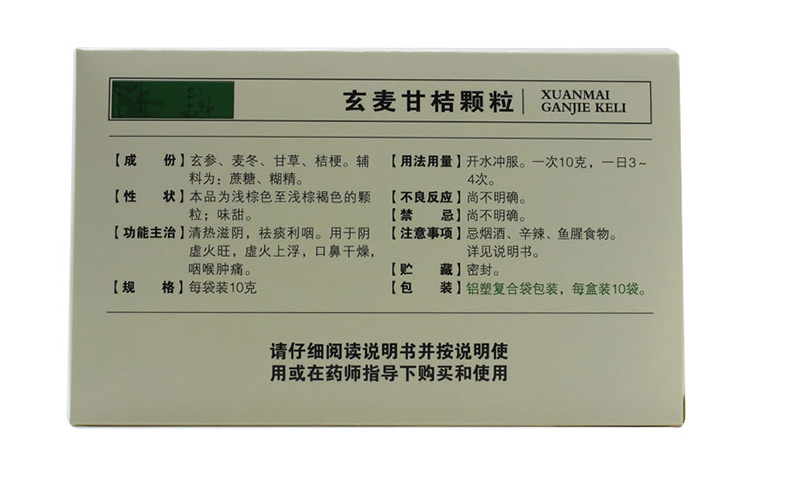 玄麦甘桔颗粒
XUANMAI
GANJIE KELI
【成 份】玄参、麦冬、甘草、桔梗。辅
料为：蔗糖、糊精。
【性 状】本品为浅棕色至浅棕褐色的颗
粒；味甜。
【功能主治】清热滋阴，祛痰利咽。用于阴
虚火旺，虚火上浮，口鼻干燥，
咽喉肿痛。
【规 格】每袋装10克
【用法用量】开水冲服。一次10克，一日3～
4次。
【不良反应】尚不明确。
【禁 忌】尚不明确。
【注意事项】忌烟酒、辛辣、鱼腥食物。
详见说明书。
【贮 藏】密封。
【包 装】铝塑复合袋包装，每盒装10袋。
请仔细阅读说明书并按说明使
用或在药师指导下购买和使用